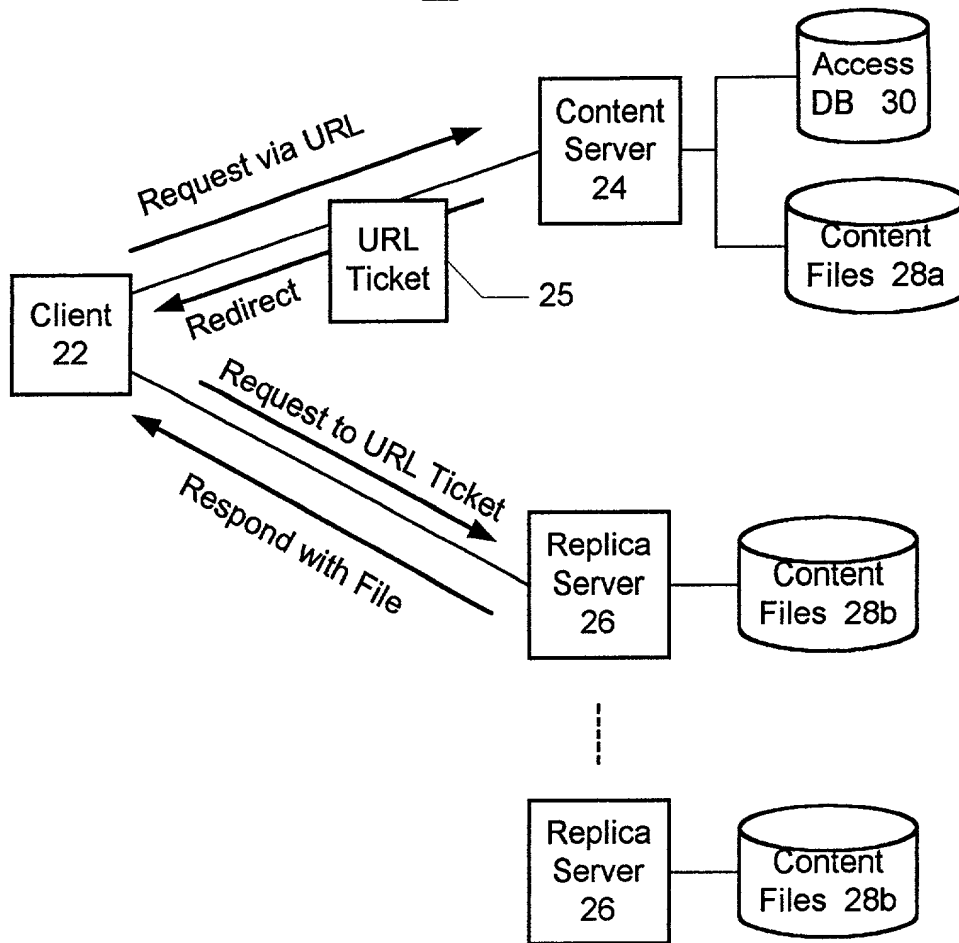 Access
DB 30
Content
Server
24
Request via URL
Content
Files 28a
URL
Ticket
25
Redirect
Client
22
Request to URL Ticket
Respond with File
Replica
Server
26
Content
Files 28b
Replica
Server
26
Content
Files 28b